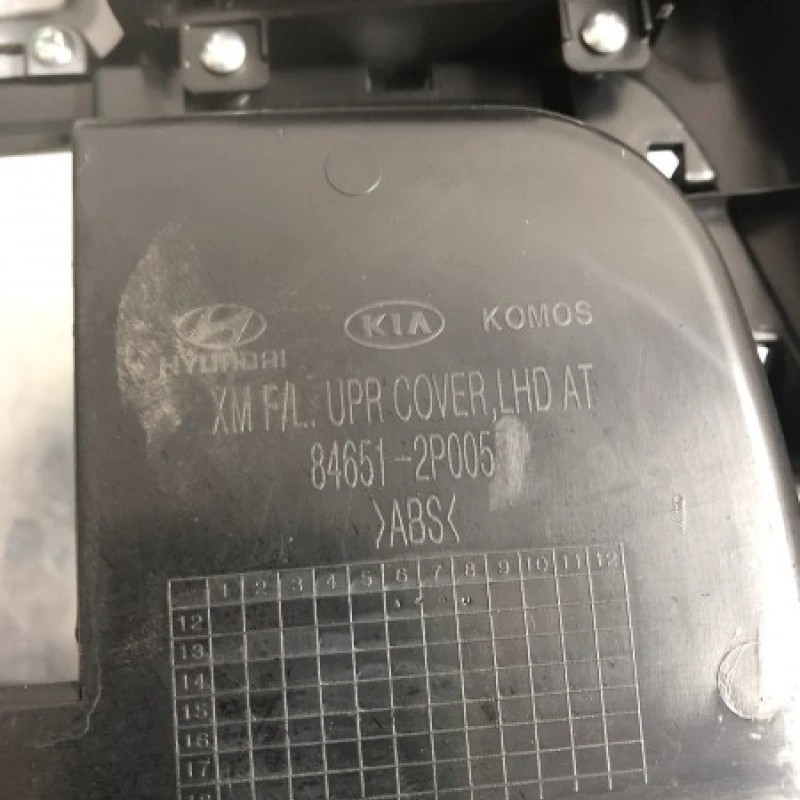 HYUNDAI KIA KOMOS
XM F/L. UPR COVER,LHD AT
84651-2P005
>ABS<
1 2 3 4 5 6 7 8 9 10 11 12
12
13
14
15
16
17
18